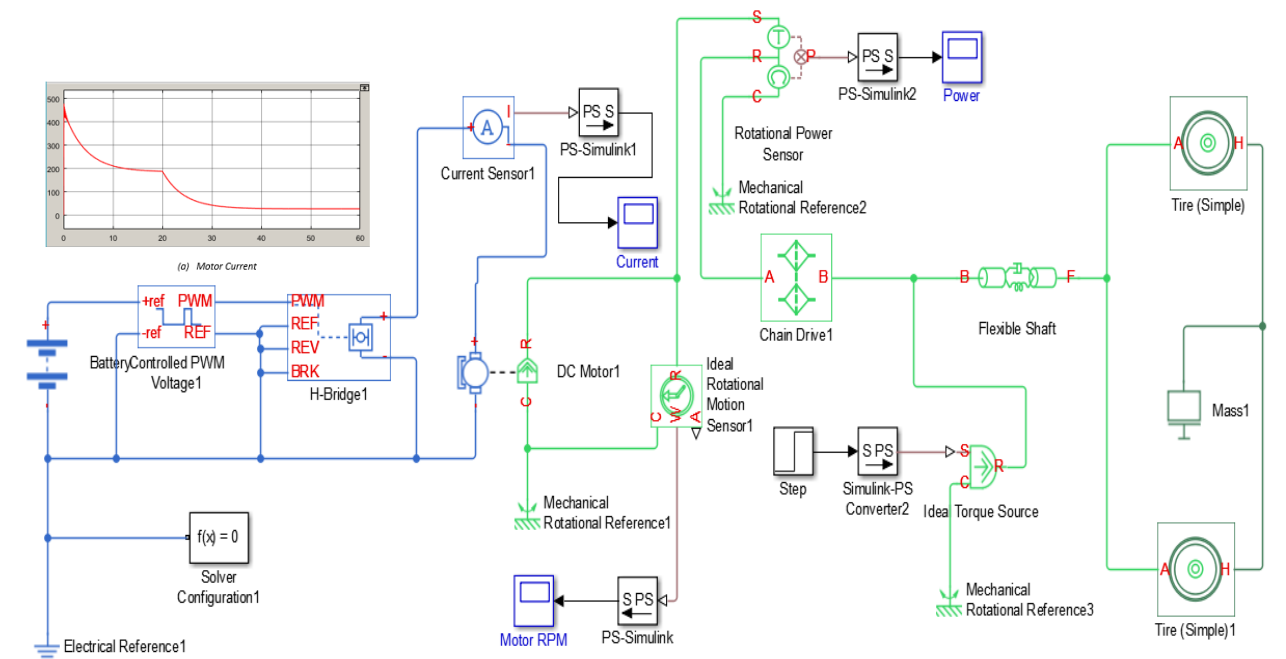 500
400
300
200
100
0
0 10 20 30 40 50 60
(a) Motor Current
+
A
I
-
Current Sensor1
PS S
PS-Simulink1
Current
S
T
R
P
C
C
PS S
PS-Simulink2
Power
Rotational Power
Sensor
Mechanical
Rotational Reference2
A
B
Chain Drive1
B
F
Flexible Shaft
A
H
Tire (Simple)
Mass1
A
H
Tire (Simple)1
+
-
Battery
+ref PWM
-ref REF
Controlled PWM
Voltage1
PWM
REF
REV
BRK
+
-
H-Bridge1
+
-
R
C
DC Motor1
R
C
W
A
Ideal
Rotational
Motion
Sensor1
Mechanical
Rotational Reference1
Step
S PS
Simulink-PS
Converter2
S
C
R
Ideal Torque Source
Mechanical
Rotational Reference3
f(x) = 0
Solver
Configuration1
Motor RPM
S PS
PS-Simulink
Electrical Reference1